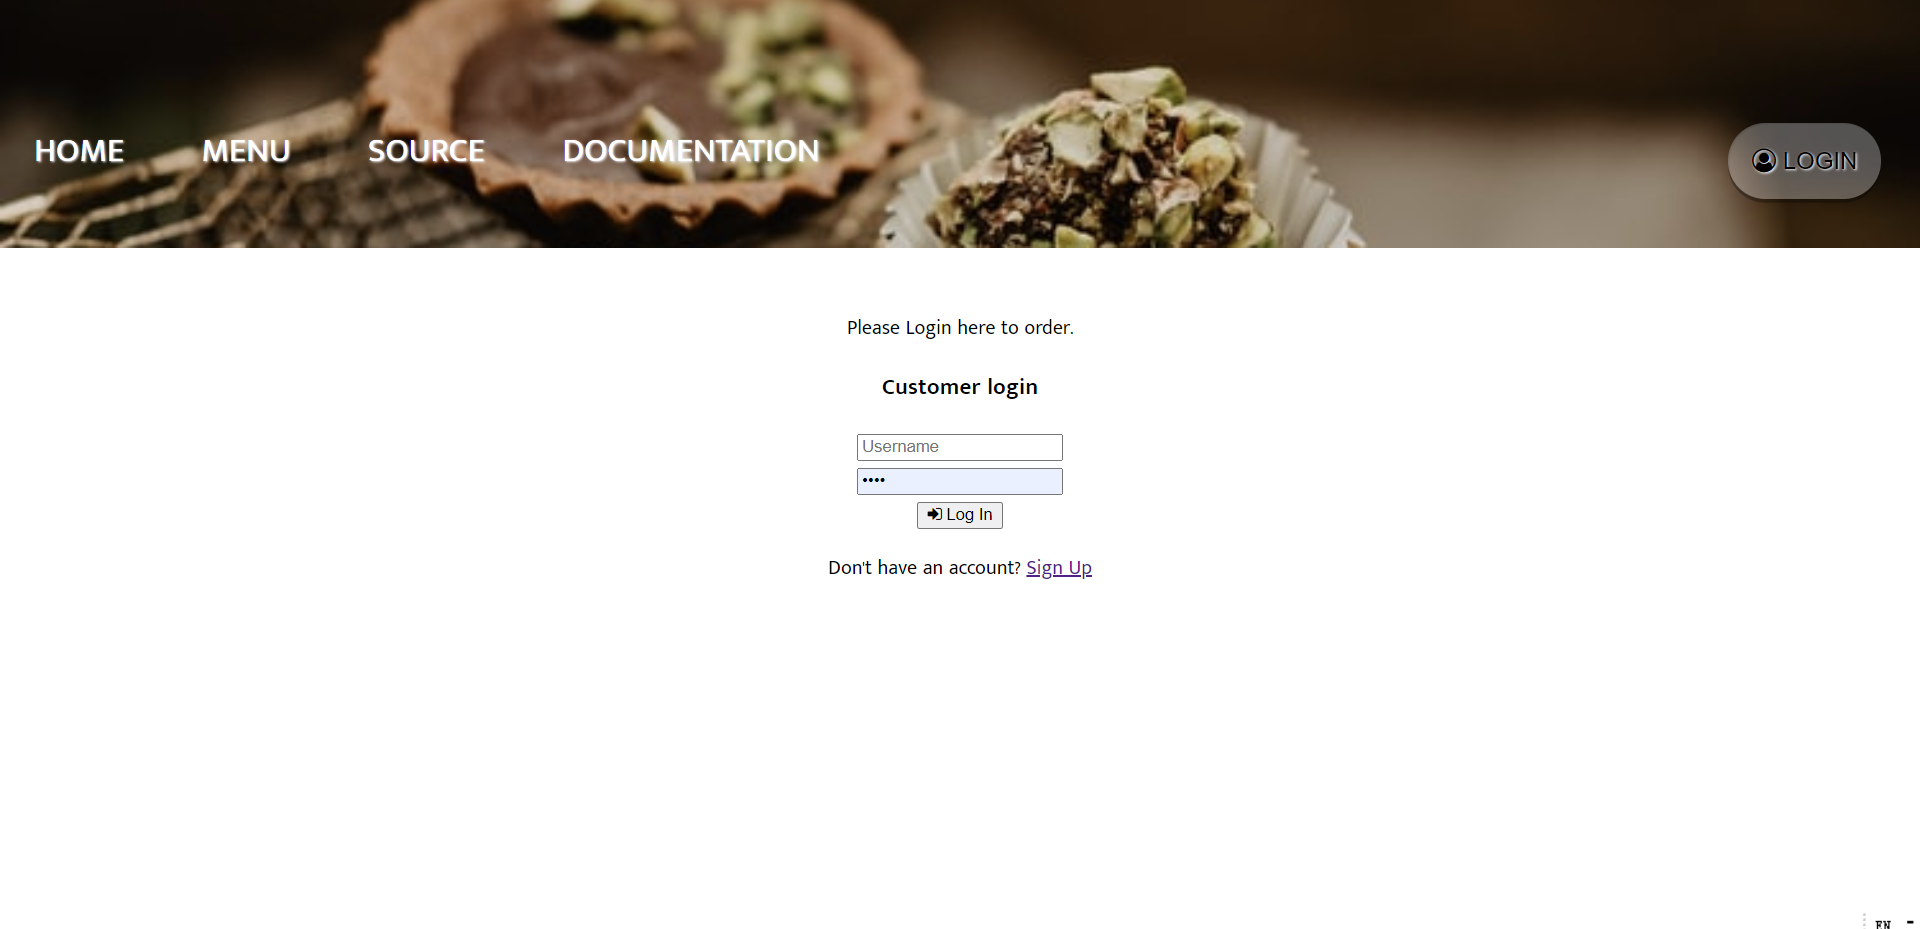 HOME MENU SOURCE DOCUMENTATION LOGIN
Please Login here to order.
Customer login
Username
••••
Log In
Don't have an account? Sign Up
EN